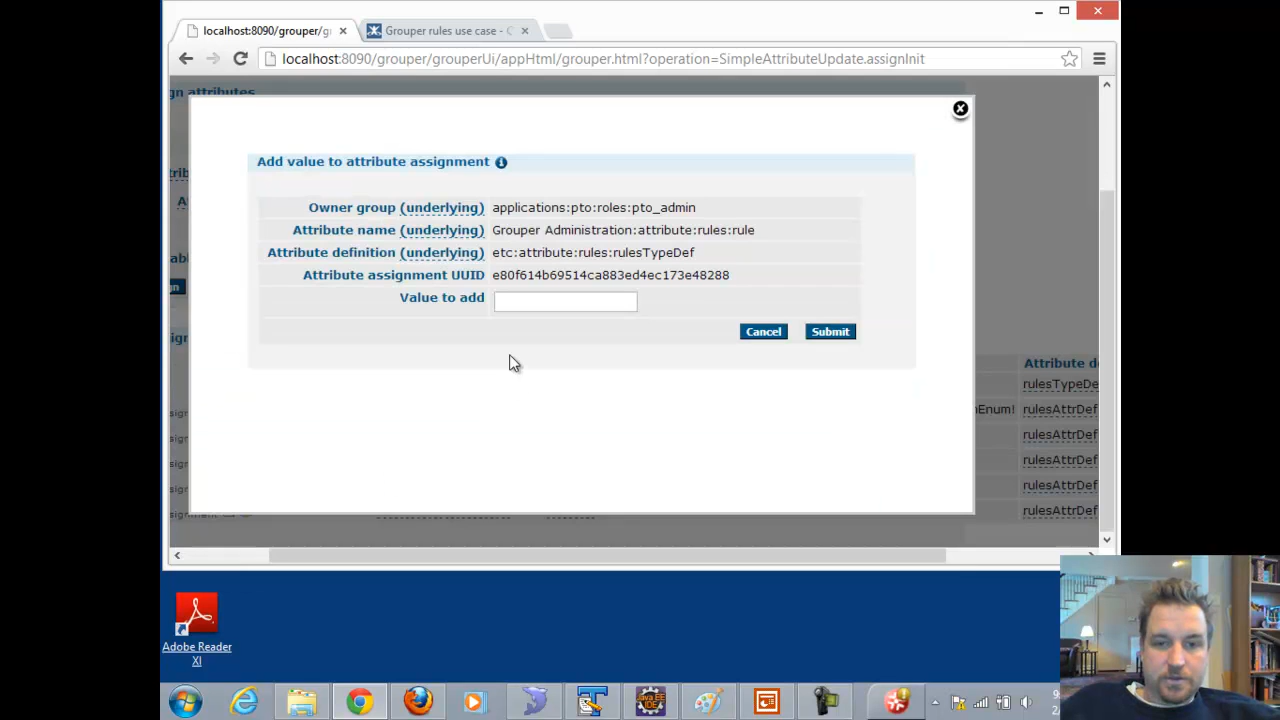 localhost:8090/grouper/g
Grouper rules use case - 
localhost:8090/grouper/grouperUi/appHtml/grouper.html?operation=SimpleAttributeUpdate.assignInit
gn attributes
Add value to attribute assignment
Owner group (underlying) applications:pto:roles:pto_admin
Attribute name (underlying) Grouper Administration:attribute:rules:rule
Attribute definition (underlying) etc:attribute:rules:rulesTypeDef
Attribute assignment UUID e80f614b69514ca883ed4ec173e48288
Value to add
Cancel Submit
Attribute de
rulesTypeDe
nEnum! rulesAttrDef
rulesAttrDef
rulesAttrDef
rulesAttrDef
rulesAttrDef
Adobe Reader
XI